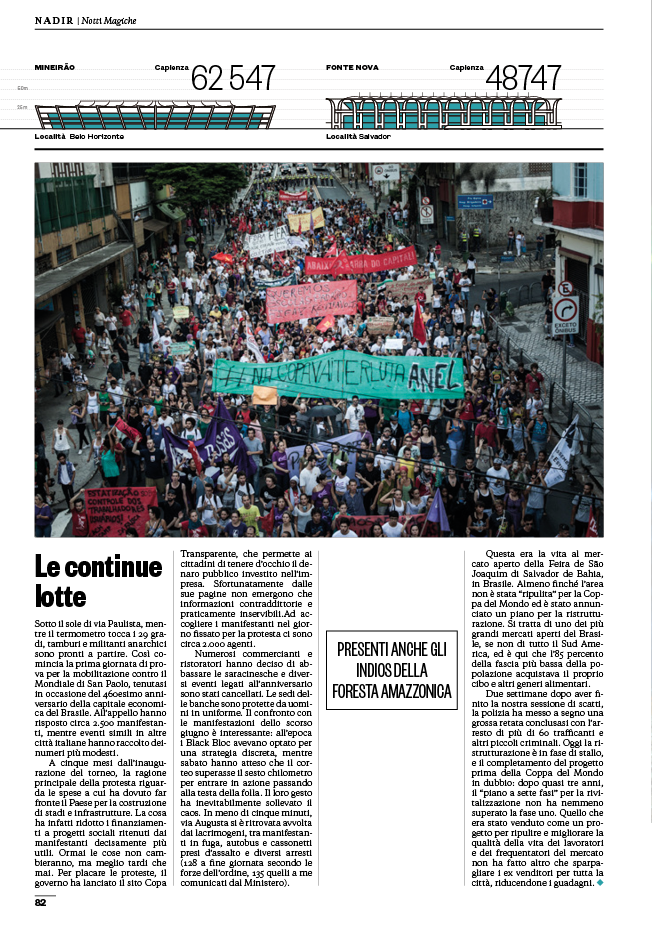 NADIR | Notti Magiche
MINEIRÃO
Capienza 62 547
FONTE NOVA
Capienza 48747
50m
25m
Località Belo Horizonte
Località Salvador
ABAIXO A FARRA DO CAPITAL!
QUEREMOS
NA COPA VAI TER LUTA ANEL
ESTATIZAÇÃO
CONTROLE DOS
TRABALHADORES
E
EXCETO
ÔNIBUS
Le continue
lotte
Sotto il sole di via Paulista, men-
tre il termometro tocca i 29 gra-
di, tamburi e militanti anarchici
sono pronti a partire. Così co-
mincia la prima giornata di pro-
va per la mobilitazione contro il
Mondiale di San Paolo, tenutasi
in occasione del 460esimo anni-
versario della capitale economi-
ca del Brasile. All'appello hanno
risposto circa 2.500 manifestan-
ti, mentre eventi simili in altre
città italiane hanno raccolto dei-
numeri più modesti.
A cinque mesi dall'inaugu-
razione del torneo, la ragione
principale della protesta riguar-
da le spese a cui ha dovuto far
fronte il Paese per la costruzione
di stadi e infrastrutture. La cosa
ha infatti ridotto i finanziamen-
ti a progetti sociali ritenuti dai
manifestanti decisamente più
utili. Ormai le cose non cam-
bieranno, ma meglio tardi che
mai. Per placare le proteste, il
governo ha lanciato il sito Copa
Transparente, che permette ai
cittadini di tenere d'occhio il de-
naro pubblico investito nell'im-
presa. Sfortunatamente dalle
sue pagine non emergono che
informazioni contraddittorie e
praticamente inservibili.Ad ac-
cogliere i manifestanti nel gior-
no fissato per la protesta ci sono
circa 2.000 agenti.
Numerosi commercianti e
ristoratori hanno deciso di ab-
bassare le saracinesche e diver-
si eventi legati all'anniversario
sono stati cancellati. Le sedi del-
le banche sono protette da uomi-
ni in uniforme. Il confronto con
le manifestazioni dello scorso
giugno è interessante: all'epoca
i Black Bloc avevano optato per
una strategia discreta, mentre
sabato hanno atteso che il cor-
teo superasse il sesto chilometro
per entrare in azione passando
alla testa della folla. Il loro gesto
ha inevitabilmente sollevato il
caos. In meno di cinque minuti,
via Augusta si è ritrovata avvolta
dai lacrimogeni, tra manifestan-
ti in fuga, autobus e cassonetti
presi d'assalto e diversi arresti
(128 a fine giornata secondo le
forze dell'ordine, 135 quelli a me
comunicati dal Ministero).
PRESENTI ANCHE GLI
INDIOS DELLA
FORESTA AMAZZONICA
Questa era la vita al mer-
cato aperto della Feira de São
Joaquim di Salvador de Bahia,
in Brasile. Almeno finché l'area
non è stata "ripulita" per la Cop-
pa del Mondo ed è stato annun-
ciato un piano per la ristruttu-
razione. Si tratta di uno dei più
grandi mercati aperti del Brasi-
le, se non di tutto il Sud Ame-
rica, ed è qui che l'85 percento
della fascia più bassa della po-
polazione acquistava il proprio
cibo e altri generi alimentari.
Due settimane dopo aver fi-
nito la nostra sessione di scatti,
la polizia ha messo a segno una
grossa retata conclusasi con l'ar-
resto di più di 60 trafficanti e
altri piccoli criminali. Oggi la ri-
strutturazione è in fase di stallo,
e il completamento del progetto
prima della Coppa del Mondo
in dubbio: dopo quasi tre anni,
il "piano a sette fasi" per la rivi-
talizzazione non ha nemmeno
superato la fase uno. Quello che
era stato venduto come un pro-
getto per ripulire e migliorare la
qualità della vita dei lavoratori
e dei frequentatori del mercato
non ha fatto altro che sparpa-
gliare i ex venditori per tutta la
città, riducendone i guadagni.
82